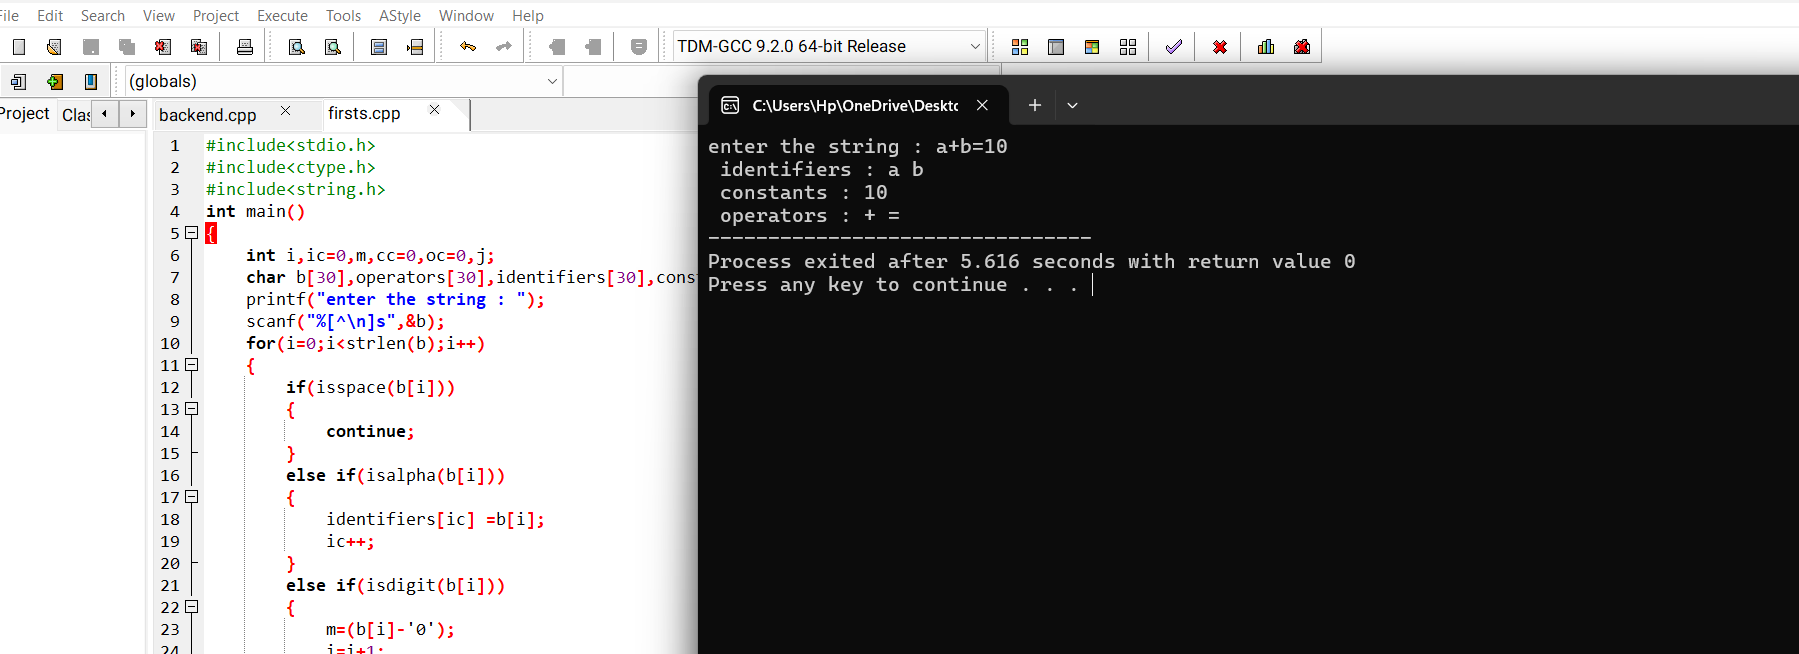 File Edit Search View Project Execute Tools AStyle Window Help
TDM-GCC 9.2.0 64-bit Release
(globals)
Project Clas backend.cpp firsts.cpp
1 #include<stdio.h>
2 #include<ctype.h>
3 #include<string.h>
4 int main()
5 {
6 int i,ic=0,m,cc=0,oc=0,j;
7 char b[30],operators[30],identifiers[30],cons
8 printf("enter the string : ");
9 scanf("%[^\n]s",&b);
10 for(i=0;i<strlen(b);i++)
11 {
12 if(isspace(b[i]))
13 {
14 continue;
15 }
16 else if(isalpha(b[i]))
17 {
18 identifiers[ic] =b[i];
19 ic++;
20 }
21 else if(isdigit(b[i]))
22 {
23 m=(b[i]-'0');
24 i=i+1;
C:\Users\Hp\OneDrive\Deskto
enter the string : a+b=10
identifiers : a b
constants : 10
operators : + =
--------------------------------
Process exited after 5.616 seconds with return value 0
Press any key to continue . . .